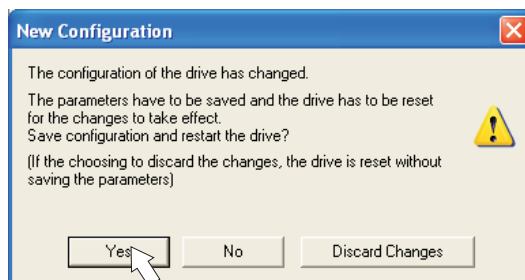 New Configuration
The configuration of the drive has changed.
The parameters have to be saved and the drive has to be reset
for the changes to take effect.
Save configuration and restart the drive?
(If the choosing to discard the changes, the drive is reset without
saving the parameters)
Yes No Discard Changes